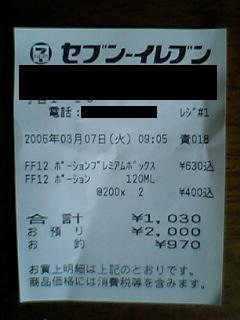 セブン-イレブン
電話:
レジ#1
2006年03月07日(火) 09:05 責018
FF12 ポーションプレミアムボックス ¥630込
FF12 ポーション 120ML
@200x 2 ¥400込
合計 ¥1,030
お預り ¥2,000
お釣 ¥970
お買上明細は上記のとおりです。
商品価格には消費税等を含みます。